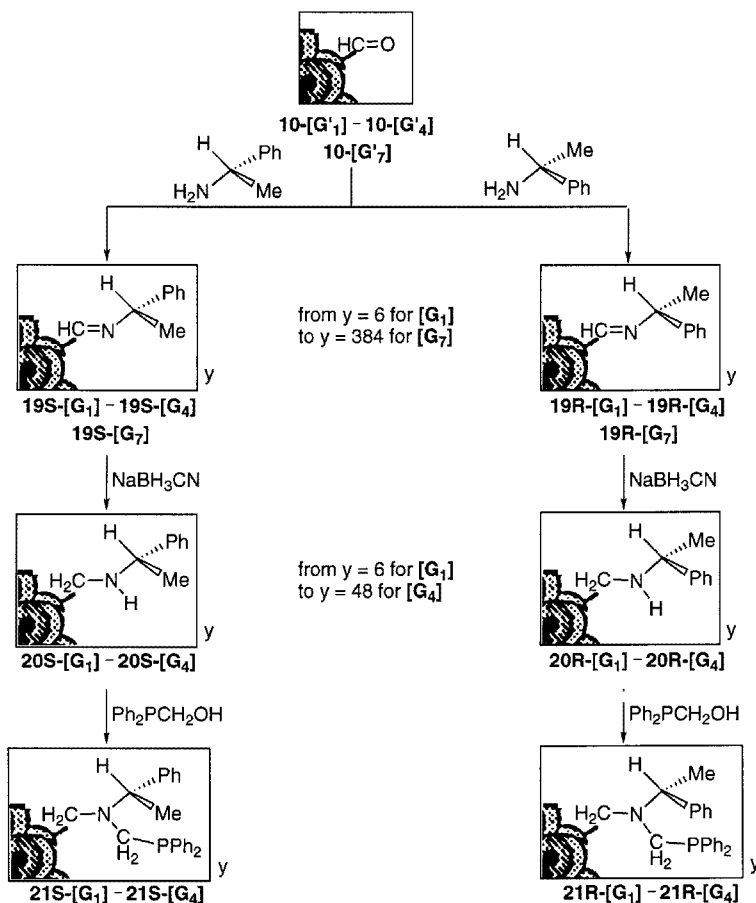 HC=O
10-[G'₁] – 10-[G'₄]
10-[G'₇]
H
Ph
H₂N
Me
H
Me
H₂N
Ph
H
Ph
HC=N
Me
y
19S-[G₁] – 19S-[G₄]
19S-[G₇]
from y = 6 for [G₁]
to y = 384 for [G₇]
H
Me
HC=N
Ph
y
19R-[G₁] – 19R-[G₄]
19R-[G₇]
NaBH₃CN
NaBH₃CN
H
Ph
H₂C–N
Me
H
y
20S-[G₁] – 20S-[G₄]
from y = 6 for [G₁]
to y = 48 for [G₄]
H
Me
H₂C–N
Ph
H
y
20R-[G₁] – 20R-[G₄]
Ph₂PCH₂OH
Ph₂PCH₂OH
H
Ph
H₂C–N
Me
C–PPh₂
H₂
y
21S-[G₁] – 21S-[G₄]
H
Me
H₂C–N
Ph
C–PPh₂
H₂
y
21R-[G₁] – 21R-[G₄]